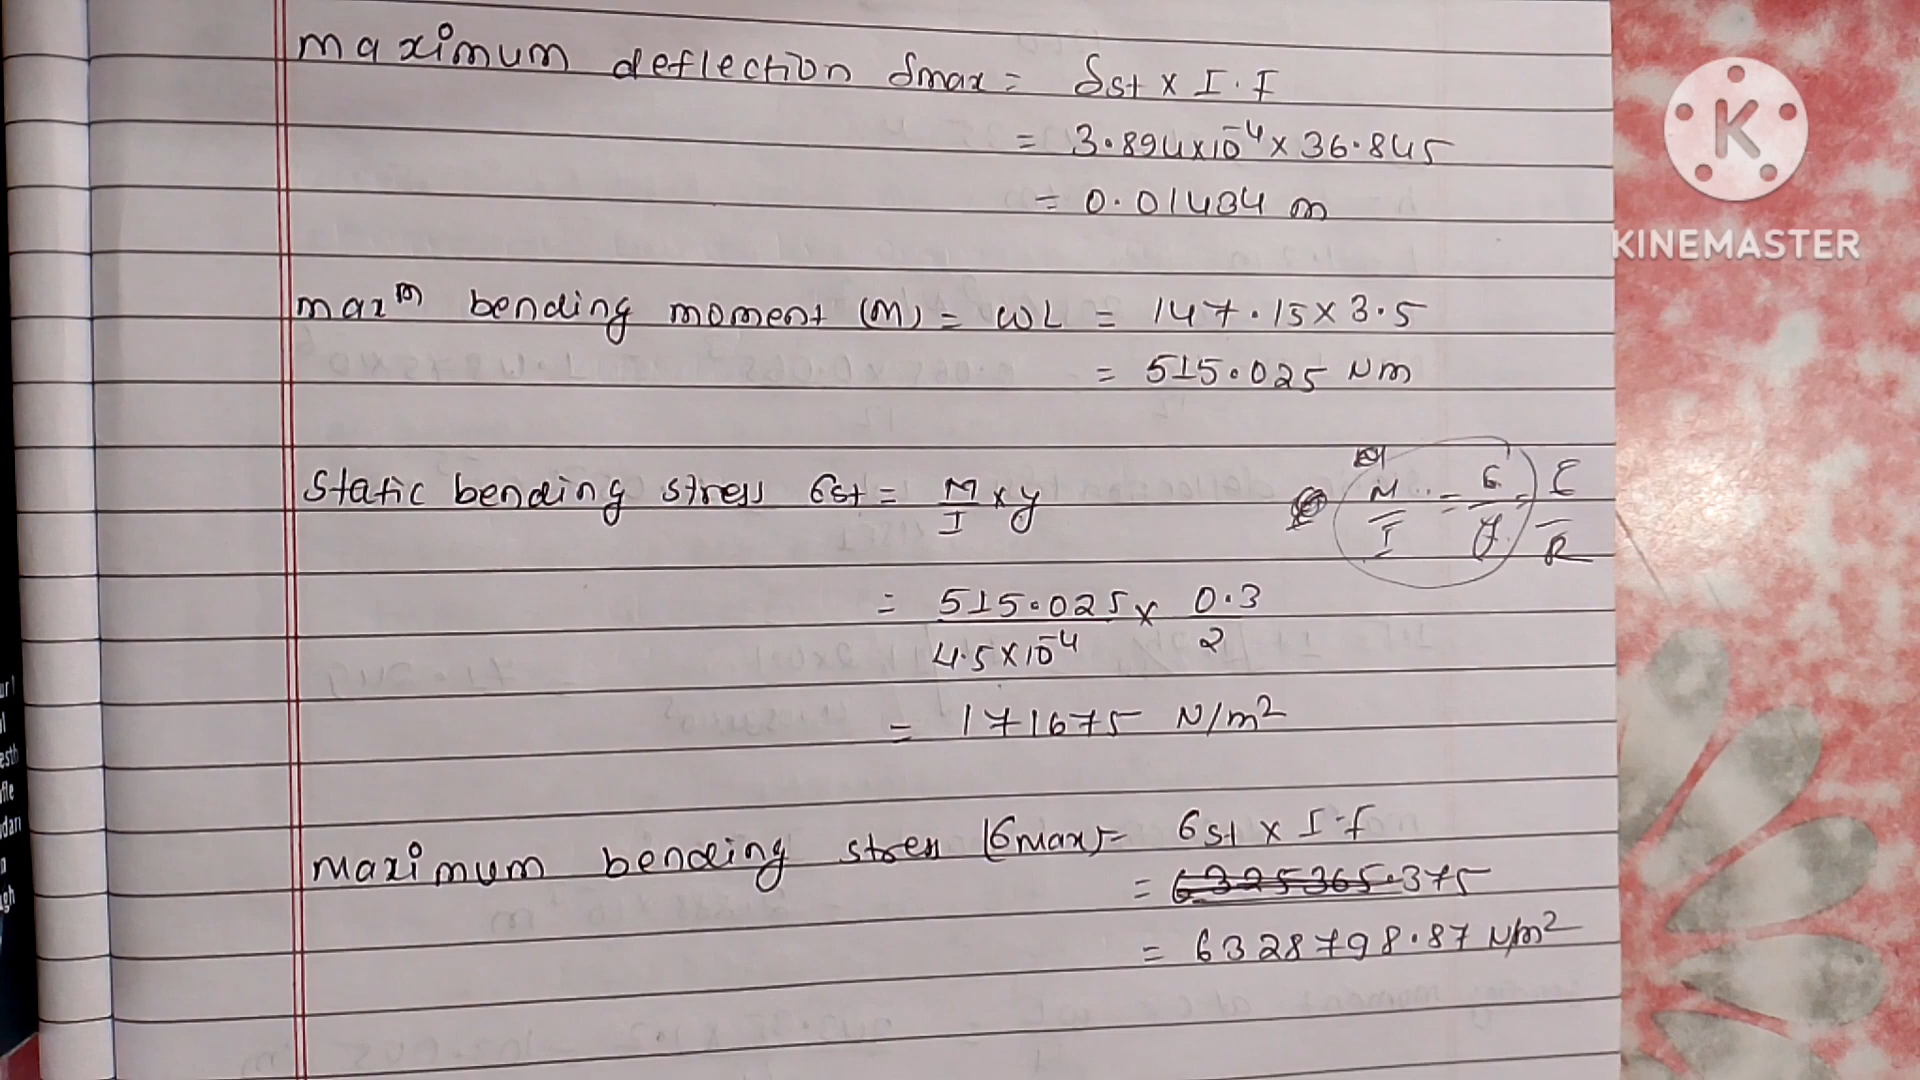 maximum deflection δmax = δst x I.F
= 3.894x10⁻⁴ x 36.845
= 0.01434 m
KINEMASTER
maxᵐ bending moment (M) = WL = 147.15 x 3.5
= 515.025 Nm
Static bending stress σst = M/I x y
M/I = σ/y = E/R
= 515.025/4.5x10⁻⁴ x 0.3/2
= 171675 N/m²
maximum bending stress (σmax) = σst x I.f
= 6325365.375
= 6328798.87 N/m²